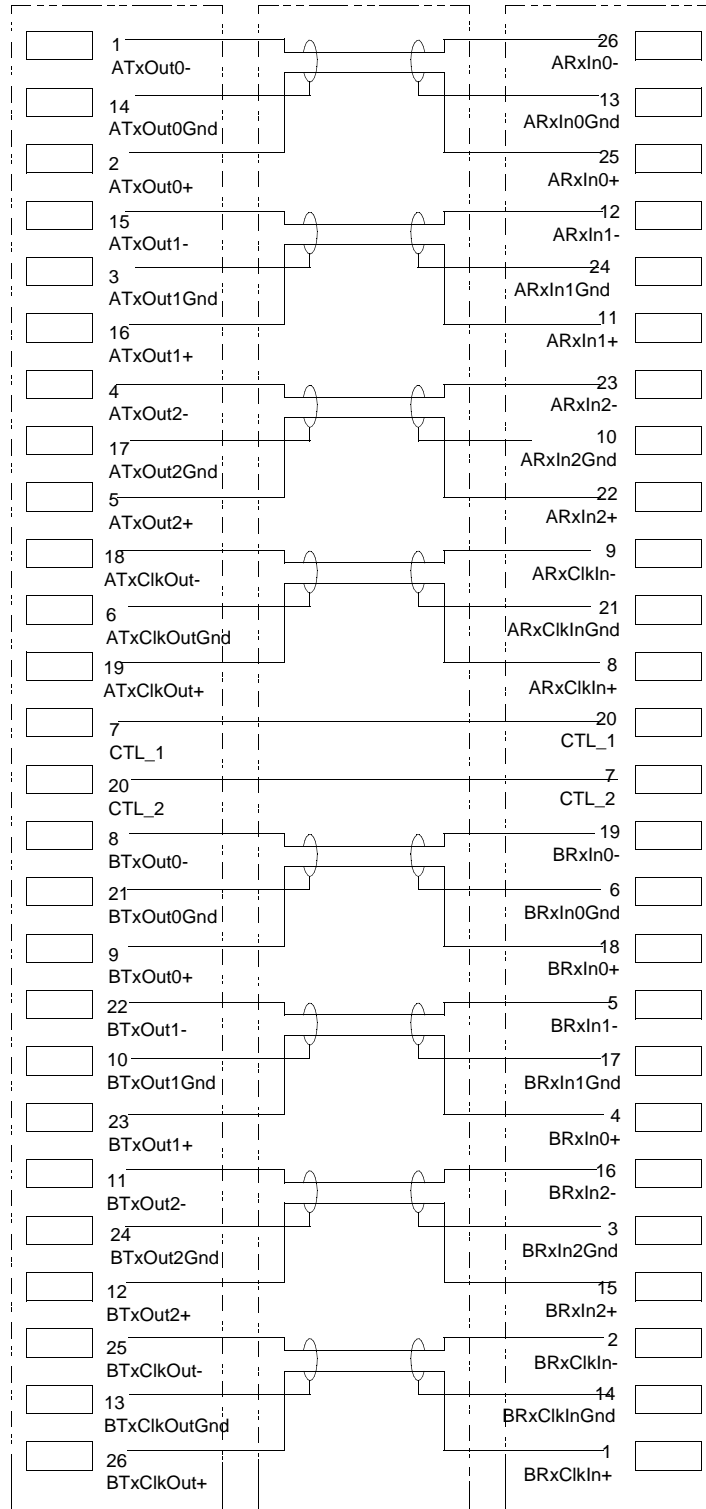 1 26
ATxOut0- ARxIn0-
14 13
ATxOut0Gnd ARxIn0Gnd
2 25
ATxOut0+ ARxIn0+
15 12
ATxOut1- ARxIn1-
3 24
ATxOut1Gnd ARxIn1Gnd
16 11
ATxOut1+ ARxIn1+
4 23
ATxOut2- ARxIn2-
17 10
ATxOut2Gnd ARxIn2Gnd
5 22
ATxOut2+ ARxIn2+
18 9
ATxClkOut- ARxClkIn-
6 21
ATxClkOutGnd ARxClkInGnd
19 8
ATxClkOut+ ARxClkIn+
7 20
CTL_1 CTL_1
20 7
CTL_2 CTL_2
8 19
BTxOut0- BRxIn0-
21 6
BTxOut0Gnd BRxIn0Gnd
9 18
BTxOut0+ BRxIn0+
22 5
BTxOut1- BRxIn1-
10 17
BTxOut1Gnd BRxIn1Gnd
23 4
BTxOut1+ BRxIn0+
11 16
BTxOut2- BRxIn2-
24 3
BTxOut2Gnd BRxIn2Gnd
12 15
BTxOut2+ BRxIn2+
25 2
BTxClkOut- BRxClkIn-
13 14
BTxClkOutGnd BRxClkInGnd
26 1
BTxClkOut+ BRxClkIn+